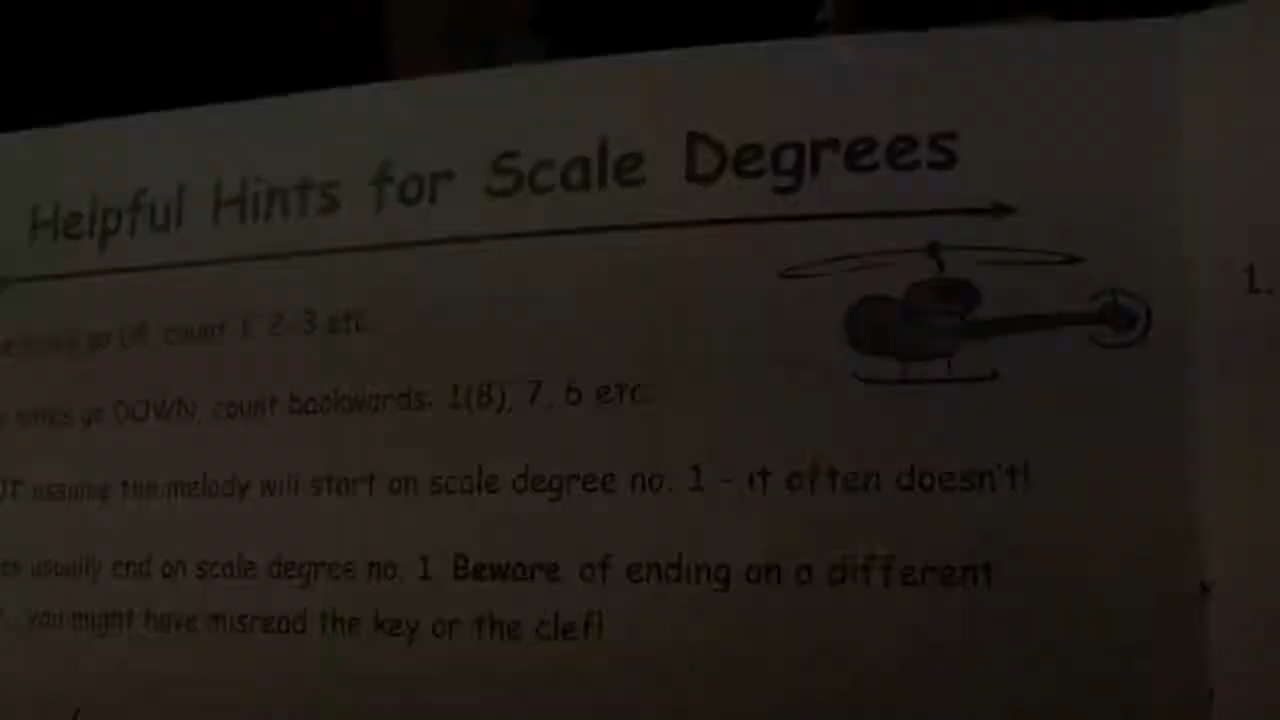 Helpful Hints for Scale Degrees
go UP, count 1, 2, 3 etc.
go DOWN, count backwards: 1(8), 7, 6 etc.
assume the melody will start on scale degree no. 1 - it often doesn't!
usually end on scale degree no. 1. Beware of ending on a different
you might have misread the key or the clef!
1.